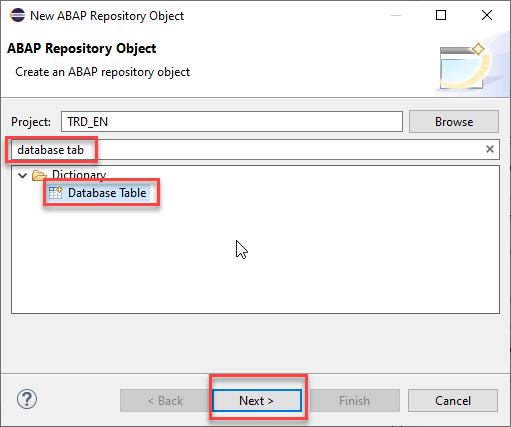 New ABAP Repository Object
ABAP Repository Object
Create an ABAP repository object
Project: TRD_EN Browse
database tab
Dictionary
Database Table
? < Back Next > Finish Cancel